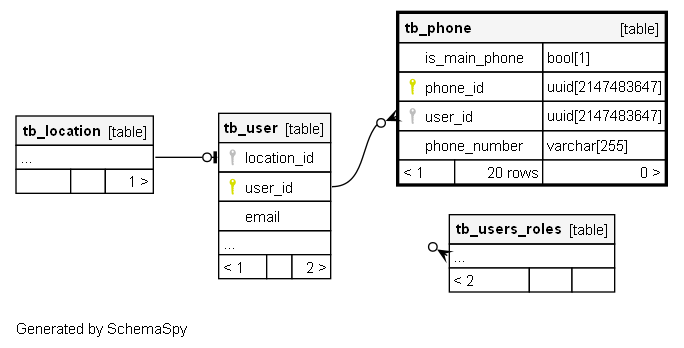 tb_phone [table]
is_main_phone bool[1]
phone_id uuid[2147483647]
user_id uuid[2147483647]
phone_number varchar[255]
< 1 20 rows 0 >
tb_location [table]
...
1 >
tb_user [table]
location_id
user_id
email
...
< 1 2 >
tb_users_roles [table]
...
< 2
Generated by SchemaSpy